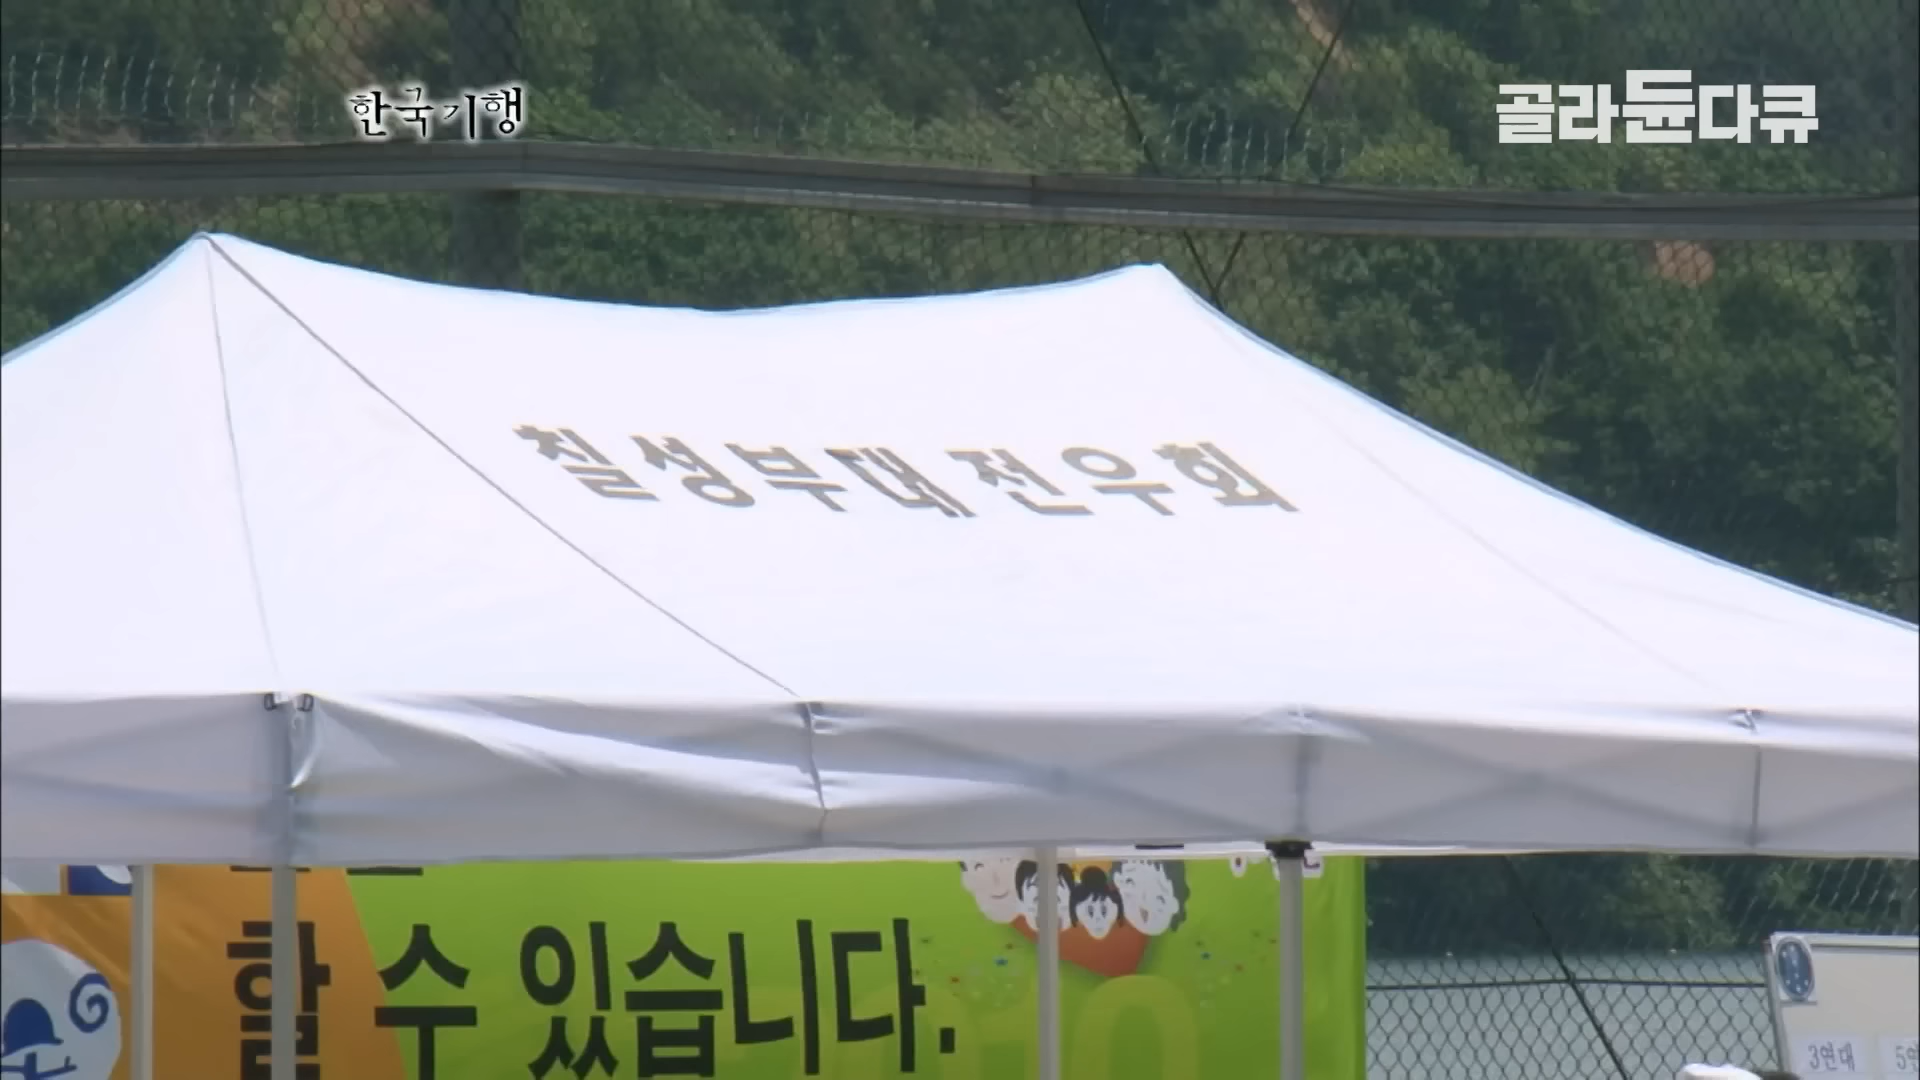 한국기행
골라듄다큐
칠성부대 전우회
할 수 있습니다.
3연대